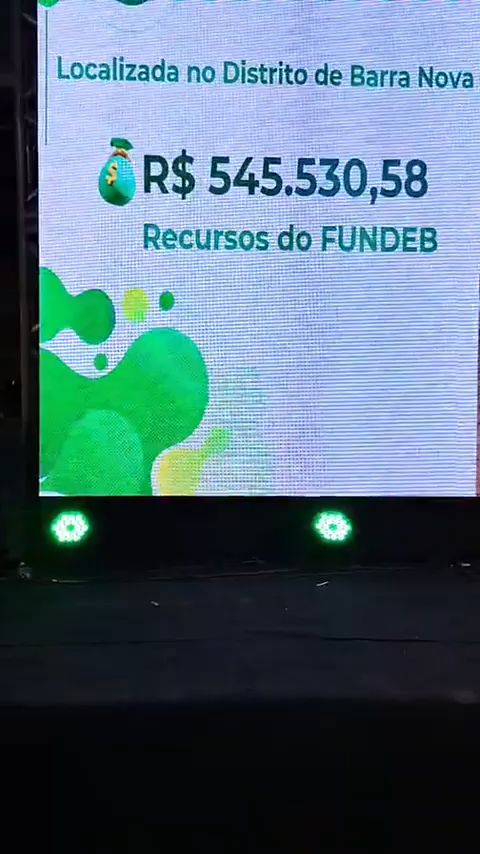 Localizada no Distrito de Barra Nova
R$ 545.530,58
Recursos do FUNDEB